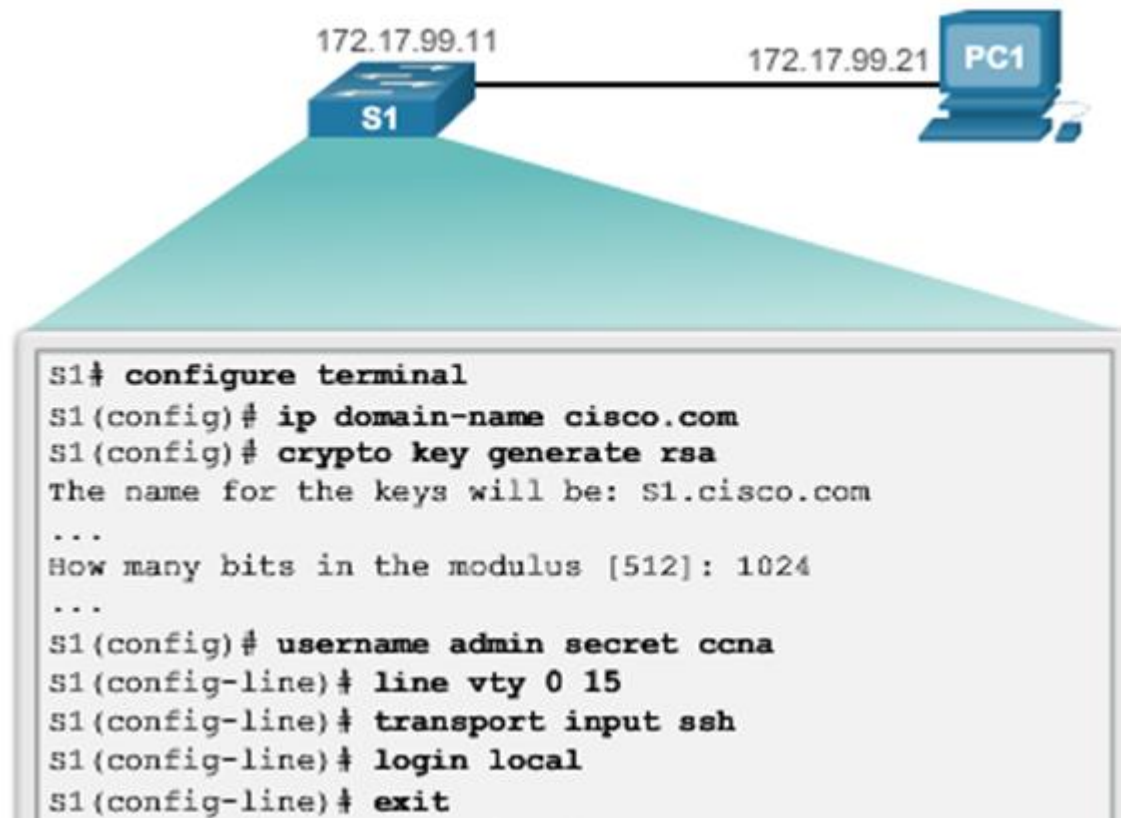 172.17.99.11
172.17.99.21
PC1
S1
S1# configure terminal
S1(config)# ip domain-name cisco.com
S1(config)# crypto key generate rsa
The name for the keys will be: S1.cisco.com
...
How many bits in the modulus [512]: 1024
...
S1(config)# username admin secret ccna
S1(config-line)# line vty 0 15
S1(config-line)# transport input ssh
S1(config-line)# login local
S1(config-line)# exit